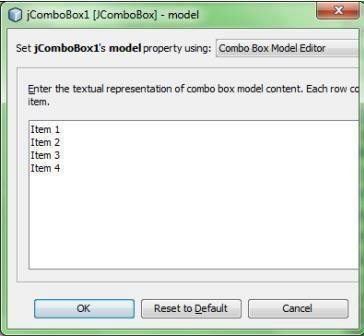 jComboBox1 [JComboBox] - model
Set jComboBox1's model property using: Combo Box Model Editor
Enter the textual representation of combo box model content. Each row
item.
Item 1
Item 2
Item 3
Item 4
OK Reset to Default Cancel